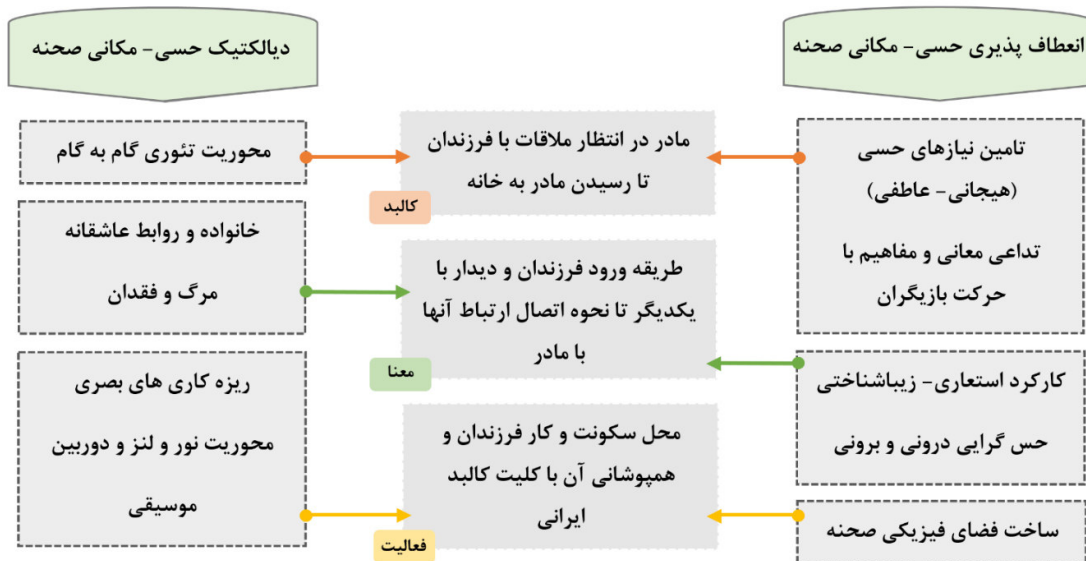 انعطاف پذیری حسی- مکانی صحنه
تامین نیازهای حسی
(هیجانی- عاطفی)
تداعی معانی و مفاهیم با
حرکت بازیگران
کارکرد استعاری- زیباشناختی
حس گرایی درونی و برونی
ساخت فضای فیزیکی صحنه
مادر در انتظار ملاقات با فرزندان
تا رسیدن مادر به خانه
کالبد
طریقه ورود فرزندان و دیدار با
یکدیگر تا نحوه اتصال ارتباط آنها
با مادر
معنا
محل سکونت و کار فرزندان و
همپوشانی آن با کلیت کالبد
ایرانی
فعالیت
دیالکتیک حسی- مکانی صحنه
محوریت تئوری گام به گام
خانواده و روابط عاشقانه
مرگ و فقدان
ریزه کاری های بصری
محوریت نور و لنز و دوربین
موسیقی